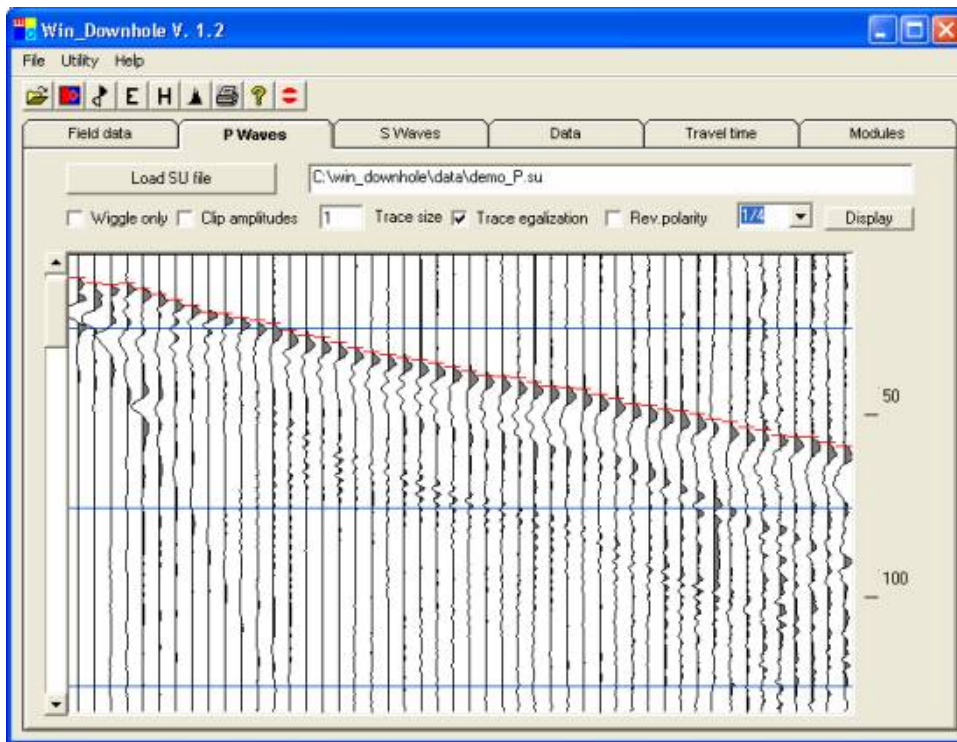 Win_Downhole V. 1.2
File Utility Help
E H
Field data P Waves S Waves Data Travel time Modules
Load SU file C:\win_downhole\data\demo_P.su
Wiggle only Clip amplitudes 1 Trace size Trace egalization Rev.polarity 1/4 Display
50
100